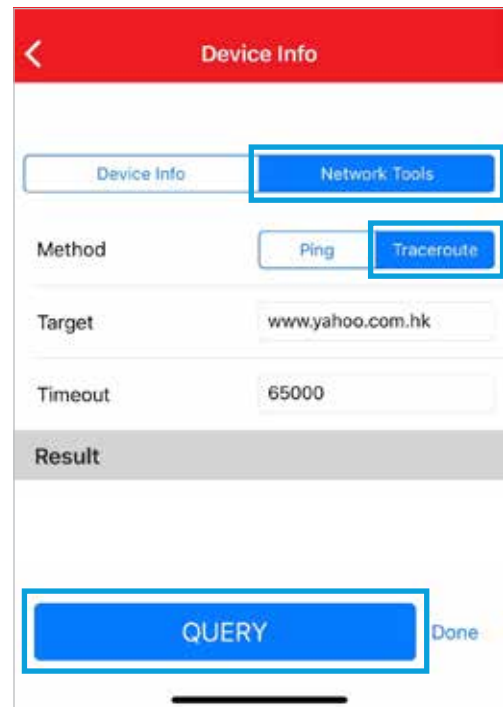 Device Info
Device Info Network Tools
Method Ping Traceroute
Target www.yahoo.com.hk
Timeout 65000
Result
QUERY Done